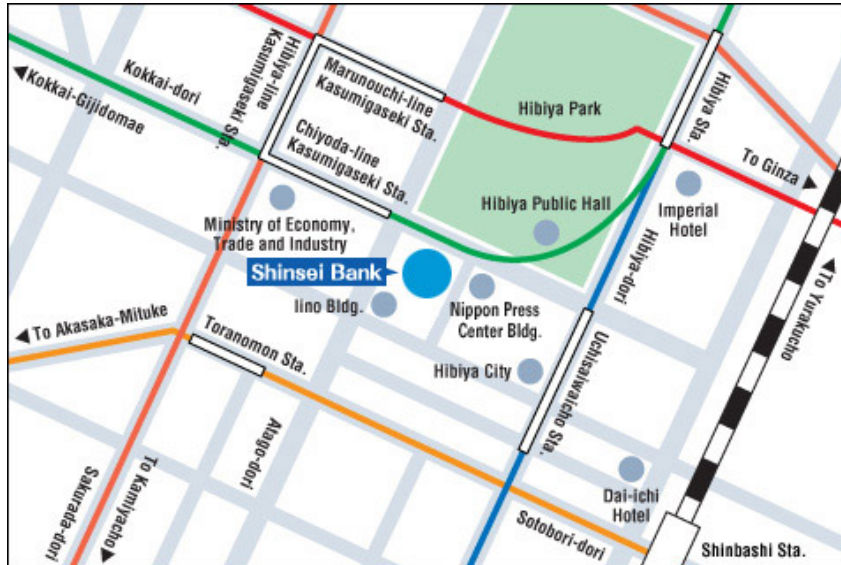 Kokkai-dori
Kokkai-Gijidomae
Hibiya-line
Kasumigaseki Sta.
Marunouchi-line
Kasumigaseki Sta.
Chiyoda-line
Kasumigaseki Sta.
Hibiya Park
Hibiya Sta.
To Ginza
Hibiya Public Hall
Imperial
Hotel
Ministry of Economy,
Trade and Industry
Shinsei Bank
Iino Bldg.
Nippon Press
Center Bldg.
Hibiya-dori
To Yurakucho
To Akasaka-Mituke
Toranomon Sta.
Hibiya City
Uchisaiwaicho Sta.
Atago-dori
Sakurada-dori
To Kamiyacho
Dai-ichi
Hotel
Sotobori-dori
Shinbashi Sta.